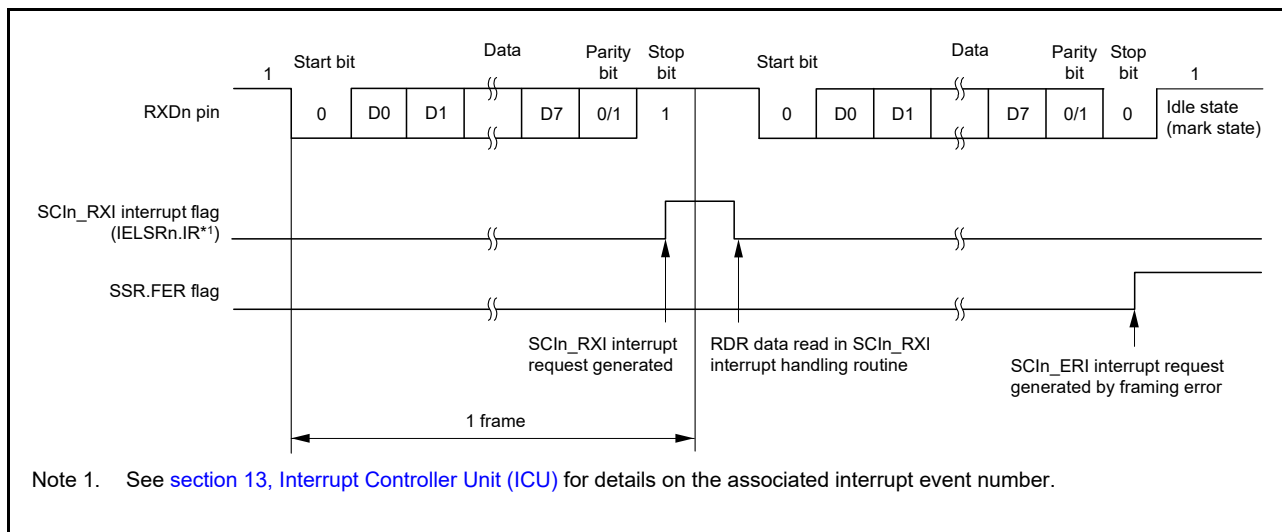 Start bit
Data
Parity bit
Stop bit
Start bit
Data
Parity bit
Stop bit
1
1
RXDn pin
0 D0 D1 D7 0/1 1
0 D0 D1 D7 0/1 0
Idle state
(mark state)
SCIn_RXI interrupt flag
(IELSRn.IR*1)
SSR.FER flag
SCIn_RXI interrupt
request generated
RDR data read in SCIn_RXI
interrupt handling routine
SCIn_ERI interrupt request
generated by framing error
1 frame
Note 1. See section 13, Interrupt Controller Unit (ICU) for details on the associated interrupt event number.